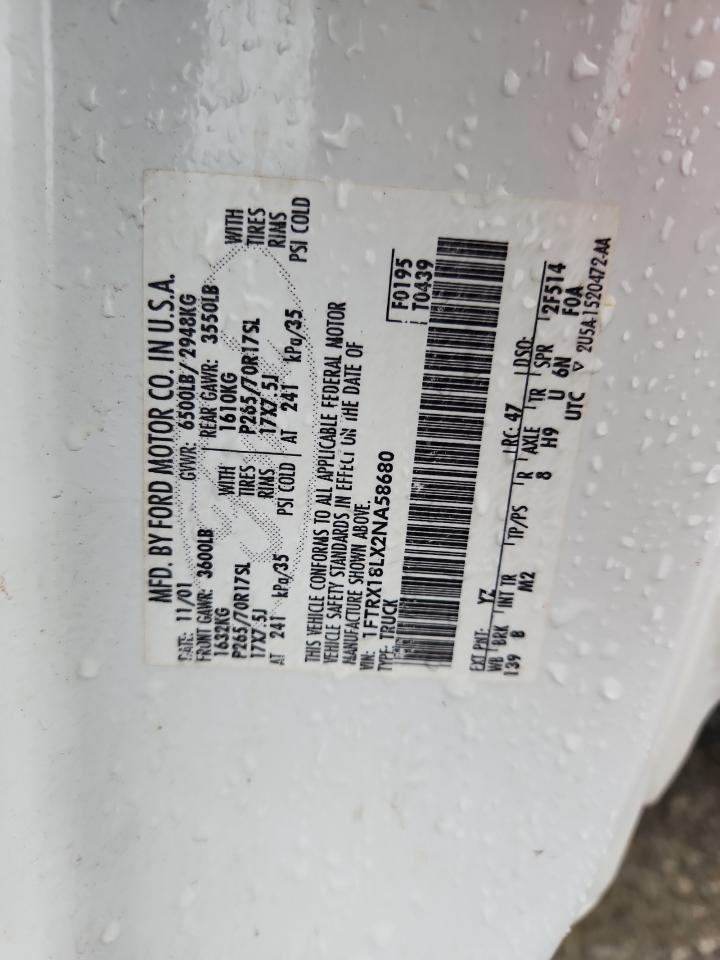 MFD. BY FORD MOTOR CO. IN U.S.A.
DATE: 11/01 GVWR: 6500LB/2948KG
FRONT GAWR: 3600LB REAR GAWR: 3550LB
1632KG WITH 1610KG WITH
P265/70R17SL TIRES P265/70R17SL TIRES
17X7.5J RIMS 17X7.5J RIMS
AT 241 kPa/35 PSI COLD AT 241 kPa/35 PSI COLD
THIS VEHICLE CONFORMS TO ALL APPLICABLE FEDERAL MOTOR
VEHICLE SAFETY STANDARDS IN EFFECT ON THE DATE OF
MANUFACTURE SHOWN ABOVE.
VIN: 1FTRX18LX2NA58680 F0195
TYPE: TRUCK T0439
EXT PNT: YZ RC: 47 DSO:
WB BRK INT TR TP/PS R AXLE TR SPR 2F514
139 8 M2 8 H9 U 6N F0A
UTC ▽ 2U5A1520472-AA